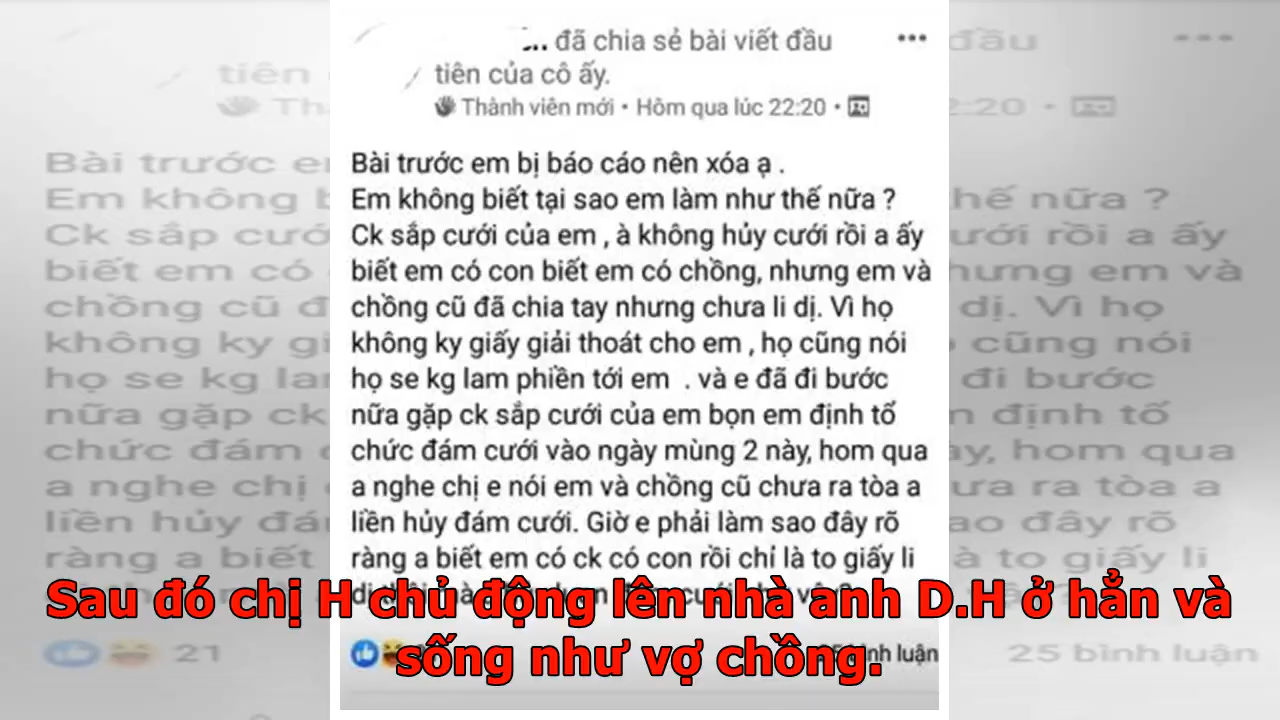 ... đã chia sẻ bài viết đầu
tiên của cô ấy.
Thành viên mới • Hôm qua lúc 22:20 •
Bài trước em bị báo cáo nên xóa ạ .
Em không biết tại sao em làm như thế nữa ?
Ck sắp cưới của em , à không hủy cưới rồi a ấy
biết em có con biết em có chồng, nhưng em và
chồng cũ đã chia tay nhưng chưa li dị. Vì họ
không ky giấy giải thoát cho em , họ cũng nói
họ se kg lam phiền tới em . và e đã đi bước
nữa gặp ck sắp cưới của em bọn em định tổ
chức đám cưới vào ngày mùng 2 này, hom qua
a nghe chị e nói em và chồng cũ chưa ra tòa a
liền hủy đám cưới. Giờ e phải làm sao đây rõ
ràng a biết em có ck có con rồi chỉ là to giấy li
Sau đó chị H chủ động lên nhà anh D.H ở hẳn và
sống như vợ chồng.
21
25 bình luận